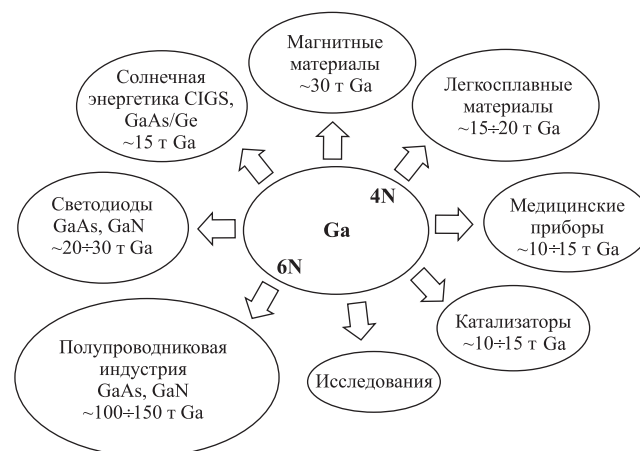 Магнитные
материалы
~30 т Ga
Солнечная
энергетика CIGS,
GaAs/Ge
~15 т Ga
Легкосплавные
материалы
~15÷20 т Ga
Светодиоды
GaAs, GaN
~20÷30 т Ga
4N
Ga
6N
Медицинские
приборы
~10÷15 т Ga
Полупроводниковая
индустрия
GaAs, GaN
~100÷150 т Ga
Исследования
Катализаторы
~10÷15 т Ga